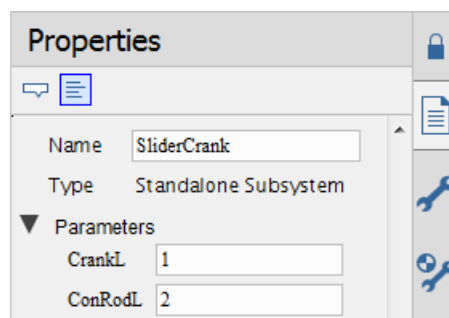 Properties
Name SliderCrank
Type Standalone Subsystem
Parameters
CrankL 1
ConRodL 2